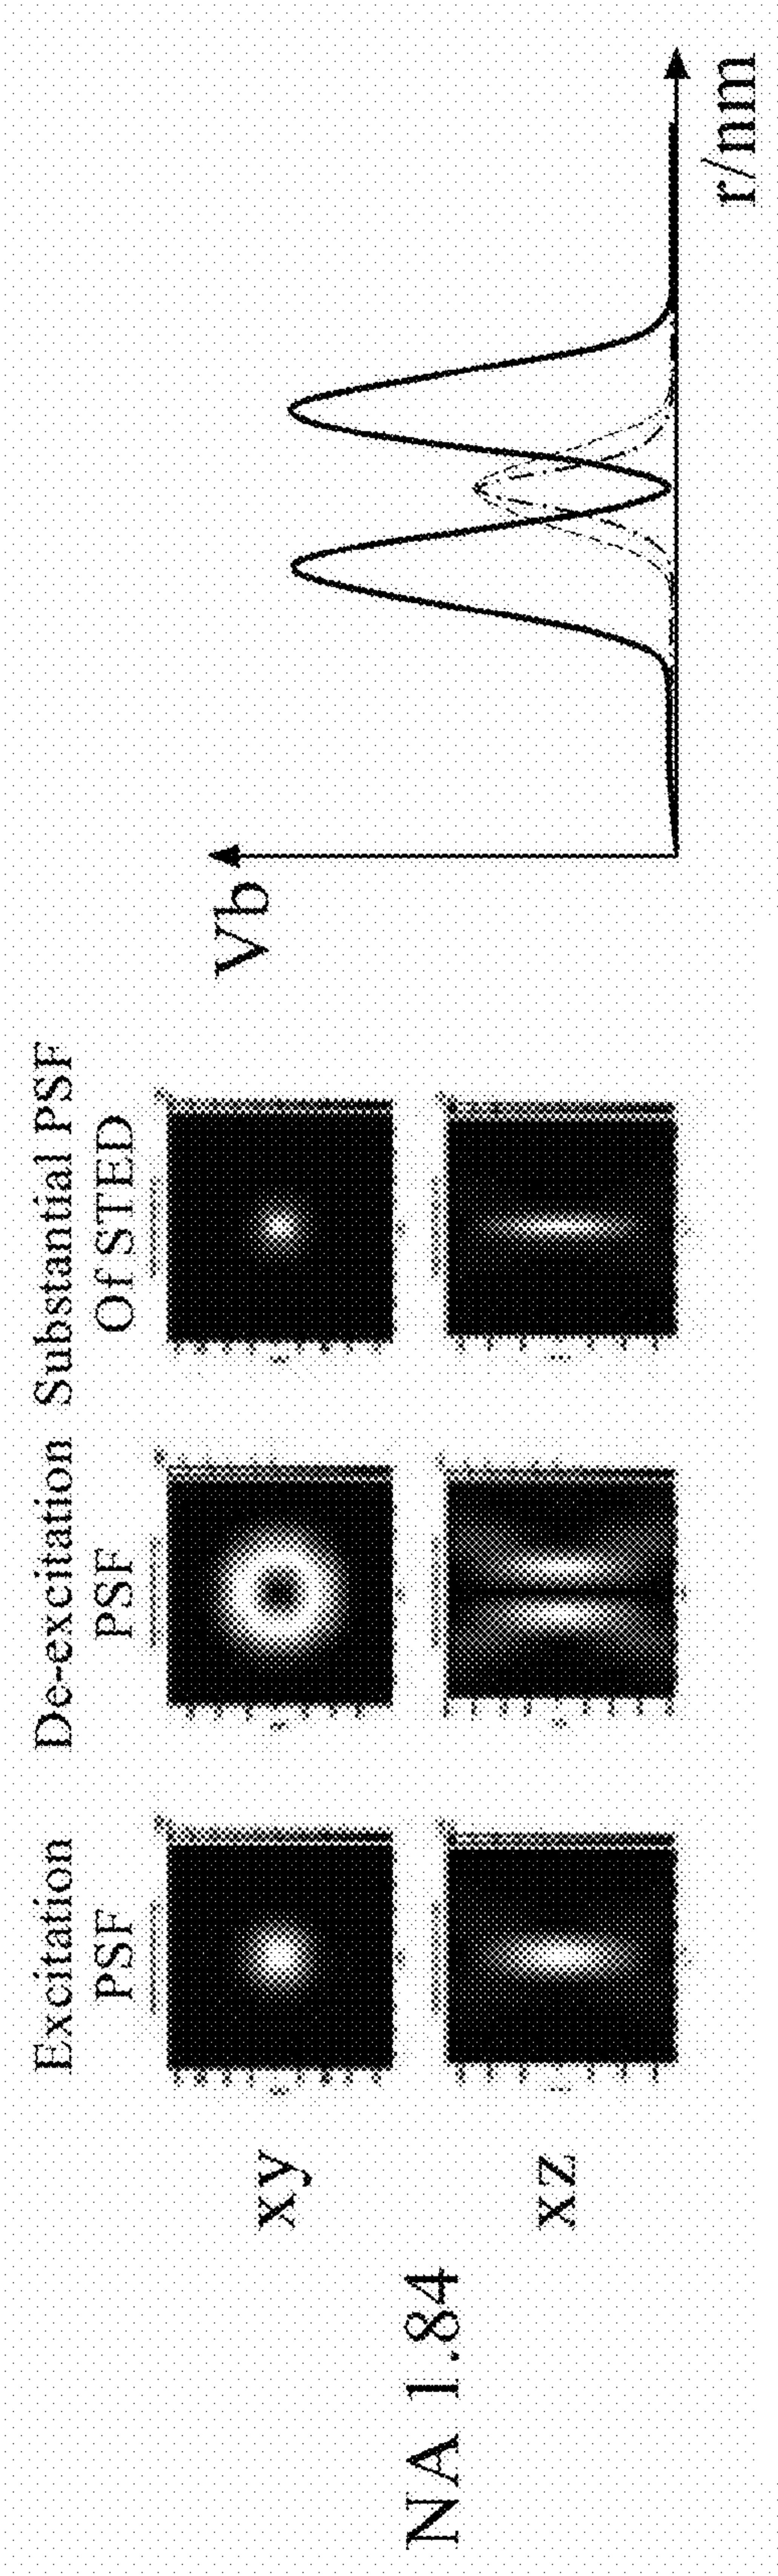 Excitation
PSF
De-excitation
PSF
Substantial PSF
Of STED
NA 1.84
xy
xz
Vb
r/nm